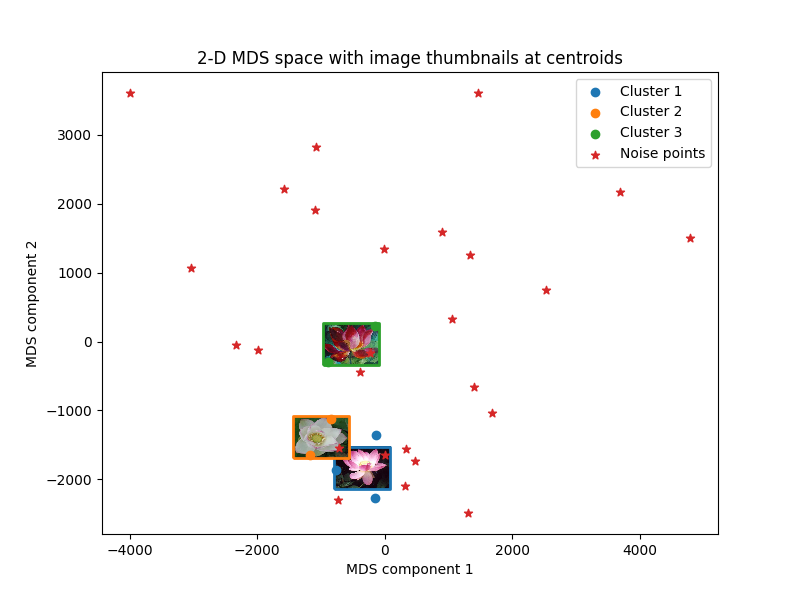 2-D MDS space with image thumbnails at centroids
Cluster 1
Cluster 2
Cluster 3
Noise points
3000
2000
1000
0
−1000
−2000
MDS component 2
−4000 −2000 0 2000 4000
MDS component 1